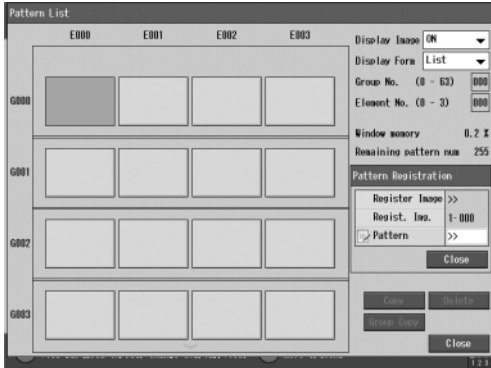 Pattern List
E000 E001 E002 E003
G000
G001
G002
G003
Display Image ON
Display Form List
Group No. (0 - 63) 000
Element No. (0 - 3) 000
Window memory 0.2 %
Remaining pattern num 255
Pattern Registration
Register Image >>
Regist. Img. 1-000
Pattern >>
Close
Copy Delete
Group Copy
Close